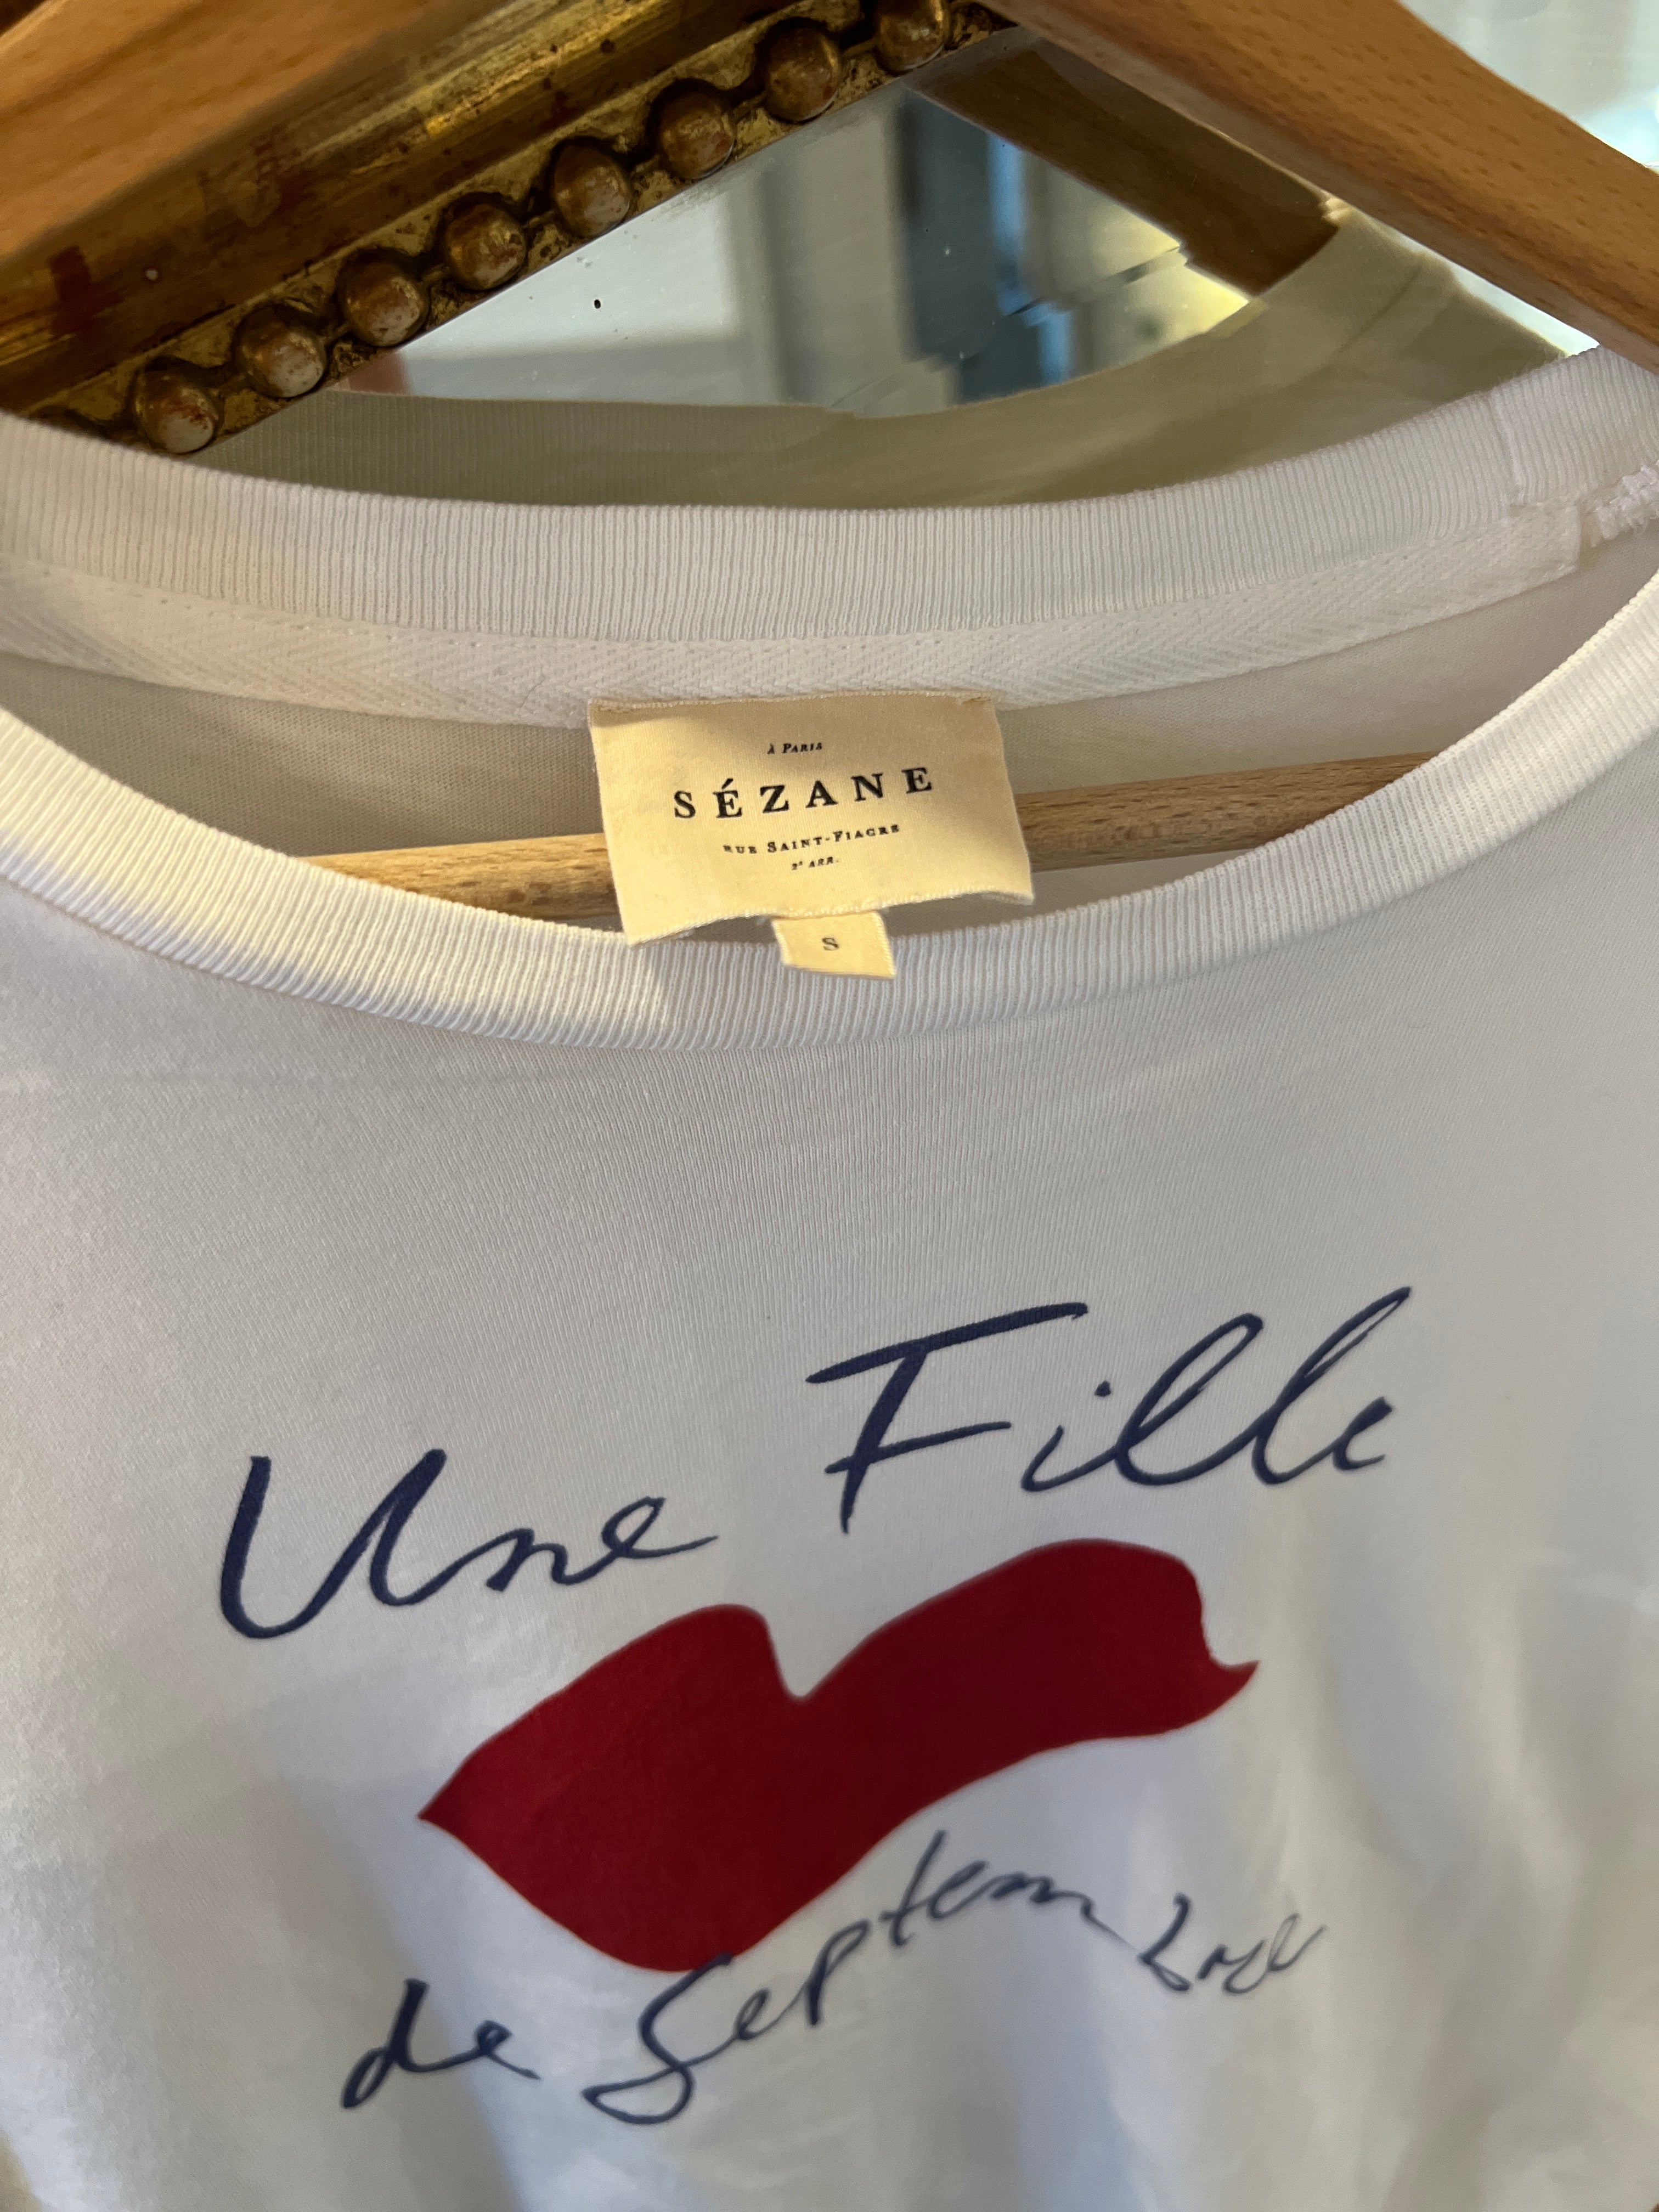 À PARIS
SÉZANE
RUE SAINT-FIACRE
2e ARR.
S
Une Fille
de Septembre